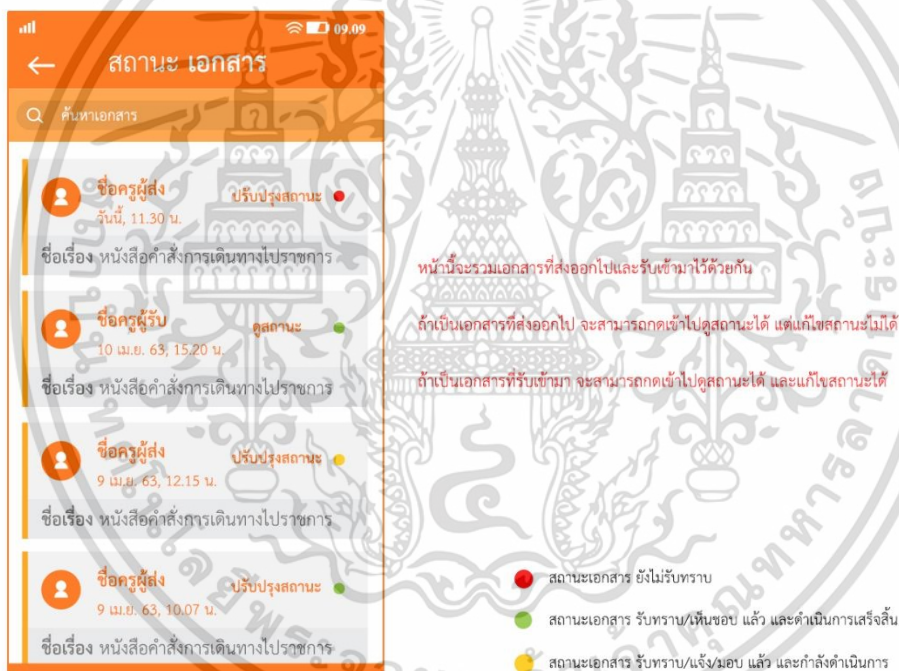 09.09
สถานะ เอกสาร
ค้นหาเอกสาร
ชื่อครูผู้ส่ง ปรับปรุงสถานะ
วันนี้, 11.30 น.
ชื่อเรื่อง หนังสือคำสั่งการเดินทางไปราชการ
ชื่อครูผู้รับ ดูสถานะ
10 เม.ย. 63, 15.20 น.
ชื่อเรื่อง หนังสือคำสั่งการเดินทางไปราชการ
ชื่อครูผู้ส่ง ปรับปรุงสถานะ
9 เม.ย. 63, 12.15 น.
ชื่อเรื่อง หนังสือคำสั่งการเดินทางไปราชการ
ชื่อครูผู้ส่ง ปรับปรุงสถานะ
9 เม.ย. 63, 10.07 น.
ชื่อเรื่อง หนังสือคำสั่งการเดินทางไปราชการ
หน้านี้จะรวมเอกสารที่ส่งออกไปและรับเข้ามาไว้ด้วยกัน
ถ้าเป็นเอกสารที่ส่งออกไป จะสามารถกดเข้าไปดูสถานะได้ แต่แก้ไขสถานะไม่ได้
ถ้าเป็นเอกสารที่รับเข้ามา จะสามารถกดเข้าไปดูสถานะได้ และแก้ไขสถานะได้
สถานะเอกสาร ยังไม่รับทราบ
สถานะเอกสาร รับทราบ/เห็นชอบ แล้ว และดำเนินการเสร็จสิ้น
สถานะเอกสาร รับทราบ/แจ้ง/มอบ แล้ว และกำลังดำเนินการ